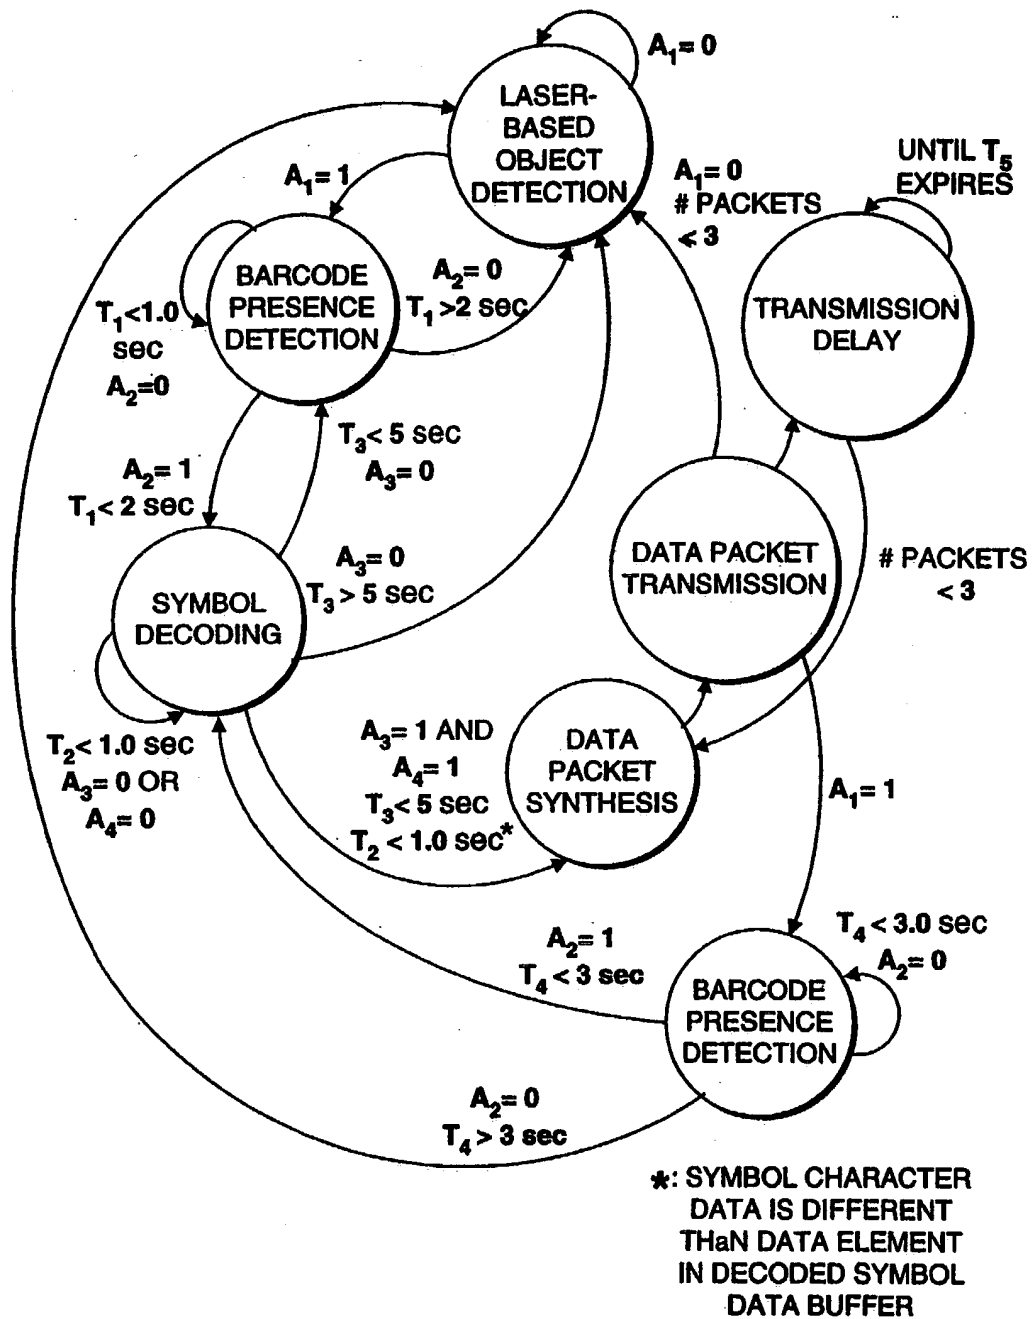 A₁= 0
LASER-
BASED
OBJECT
DETECTION
UNTIL T₅
EXPIRES
A₁= 0
# PACKETS
< 3
A₁= 1
BARCODE
PRESENCE
DETECTION
A₂= 0
T₁ >2 sec
T₁<1.0
sec
A₂=0
TRANSMISSION
DELAY
T₃< 5 sec
A₃= 0
A₂= 1
T₁< 2 sec
A₃= 0
T₃ > 5 sec
DATA PACKET
TRANSMISSION
# PACKETS
< 3
SYMBOL
DECODING
T₂< 1.0 sec
A₃= 0 OR
A₄= 0
A₃= 1 AND
A₄= 1
T₃< 5 sec
T₂ < 1.0 sec*
DATA
PACKET
SYNTHESIS
A₁= 1
T₄ < 3.0 sec
A₂= 0
A₂= 1
T₄< 3 sec
BARCODE
PRESENCE
DETECTION
A₂= 0
T₄ > 3 sec
*: SYMBOL CHARACTER
DATA IS DIFFERENT
THaN DATA ELEMENT
IN DECODED SYMBOL
DATA BUFFER